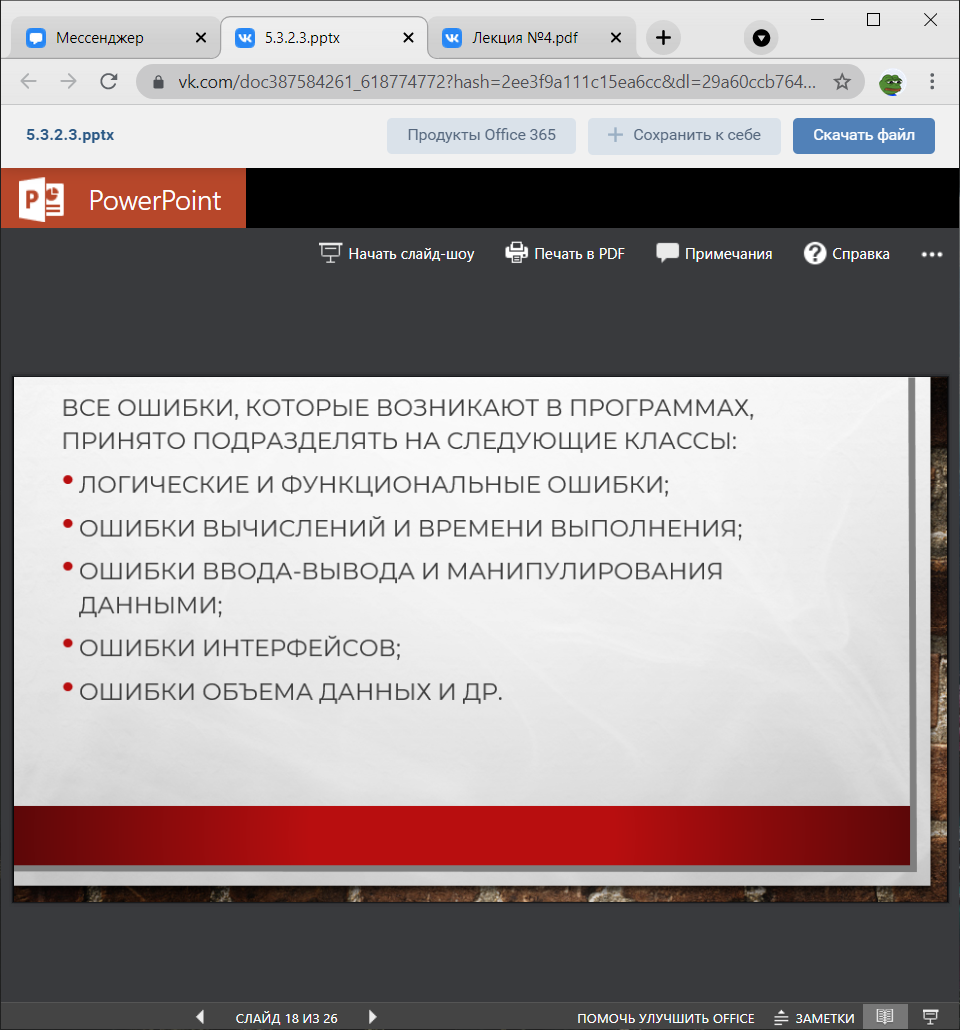 Мессенджер
5.3.2.3.pptx
Лекция №4.pdf
vk.com/doc387584261_618774772?hash=2ee3f9a111c15ea6cc&dl=29a60ccb764...
5.3.2.3.pptx
Продукты Office 365
Сохранить к себе
Скачать файл
PowerPoint
Начать слайд-шоу
Печать в PDF
Примечания
Справка
ВСЕ ОШИБКИ, КОТОРЫЕ ВОЗНИКАЮТ В ПРОГРАММАХ,
ПРИНЯТО ПОДРАЗДЕЛЯТЬ НА СЛЕДУЮЩИЕ КЛАССЫ:
• ЛОГИЧЕСКИЕ И ФУНКЦИОНАЛЬНЫЕ ОШИБКИ;
• ОШИБКИ ВЫЧИСЛЕНИЙ И ВРЕМЕНИ ВЫПОЛНЕНИЯ;
• ОШИБКИ ВВОДА-ВЫВОДА И МАНИПУЛИРОВАНИЯ
ДАННЫМИ;
• ОШИБКИ ИНТЕРФЕЙСОВ;
• ОШИБКИ ОБЪЕМА ДАННЫХ И ДР.
СЛАЙД 18 ИЗ 26
ПОМОЧЬ УЛУЧШИТЬ OFFICE
ЗАМЕТКИ